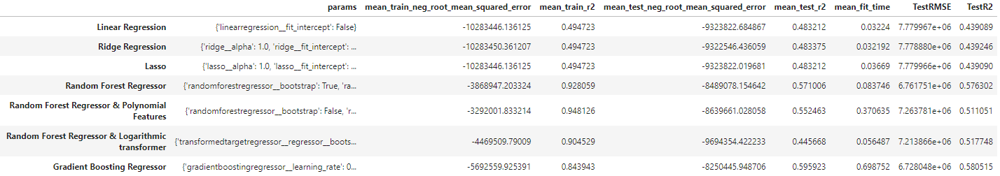 params mean_train_neg_root_mean_squared_error mean_train_r2 mean_test_neg_root_mean_squared_error mean_test_r2 mean_fit_time TestRMSE TestR2
Linear Regression {'linearregression__fit_intercept': False} -10283446.136125 0.494723 -9323822.684867 0.483212 0.03224 7.779967e+06 0.439089
Ridge Regression {'ridge__alpha': 1.0, 'ridge__fit_intercept': ... -10283450.361207 0.494723 -9322546.436059 0.483375 0.032192 7.778880e+06 0.439246
Lasso {'lasso__alpha': 1.0, 'lasso__fit_intercept': ... -10283446.136125 0.494723 -9323822.019681 0.483212 0.03669 7.779966e+06 0.439090
Random Forest Regressor {'randomforestregressor__bootstrap': True, 'ra... -3868947.203324 0.928059 -8489078.154642 0.571006 0.083746 6.761751e+06 0.576302
Random Forest Regressor & Polynomial
Features {'randomforestregressor__bootstrap': False, 'r... -3292001.833214 0.948126 -8639661.028058 0.552463 0.370635 7.263781e+06 0.511051
Random Forest Regressor & Logarithmic
transformer {'transformedtargetregressor__regressor__boots... -4469509.79009 0.904529 -9694354.422233 0.445668 0.056487 7.213866e+06 0.517748
Gradient Boosting Regressor {'gradientboostingregressor__learning_rate': 0... -5692559.925391 0.843943 -8250445.948706 0.595923 0.698752 6.728048e+06 0.580515